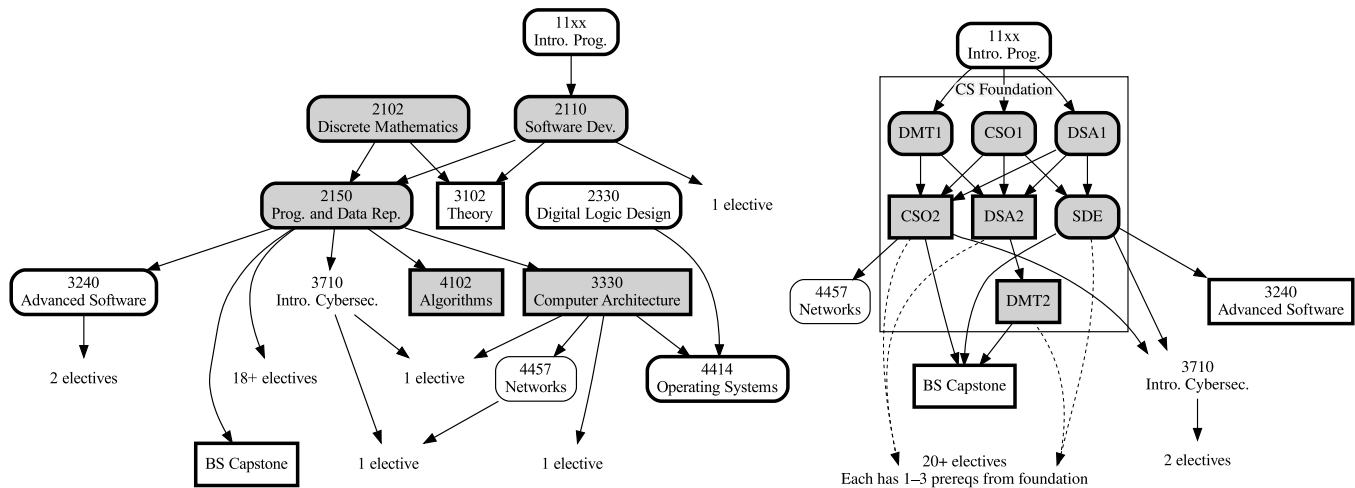 11xx
Intro. Prog.
2102
Discrete Mathematics
2110
Software Dev.
2150
Prog. and Data Rep.
3102
Theory
2330
Digital Logic Design
1 elective
3240
Advanced Software
3710
Intro. Cybersec.
4102
Algorithms
3330
Computer Architecture
2 electives
18+ electives
1 elective
4457
Networks
4414
Operating Systems
BS Capstone
1 elective
1 elective
11xx
Intro. Prog.
CS Foundation
DMT1
CSO1
DSA1
CSO2
DSA2
SDE
4457
Networks
DMT2
3240
Advanced Software
BS Capstone
3710
Intro. Cybersec.
20+ electives
Each has 1–3 prereqs from foundation
2 electives